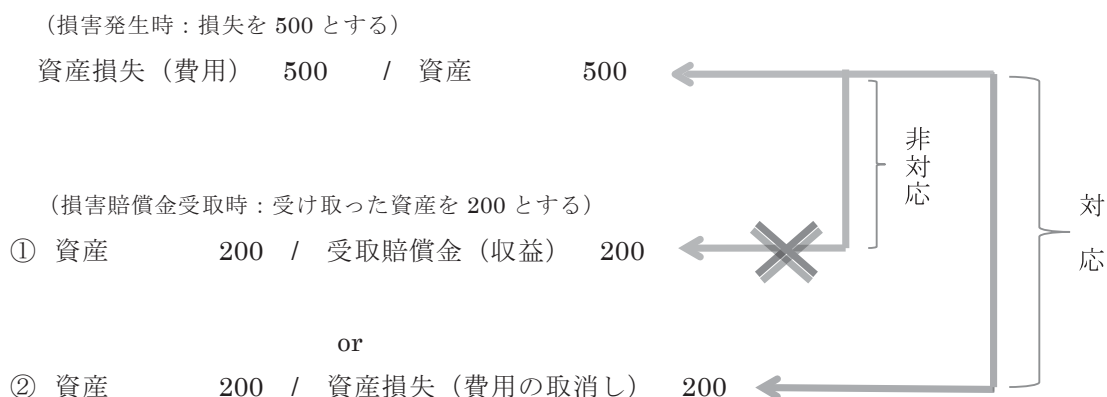 （損害発生時：損失を 500 とする）
資産損失（費用） 500 / 資産 500
非対応
（損害賠償金受取時：受け取った資産を 200 とする）
対応
① 資産 200 / 受取賠償金（収益） 200
or
② 資産 200 / 資産損失（費用の取消し） 200